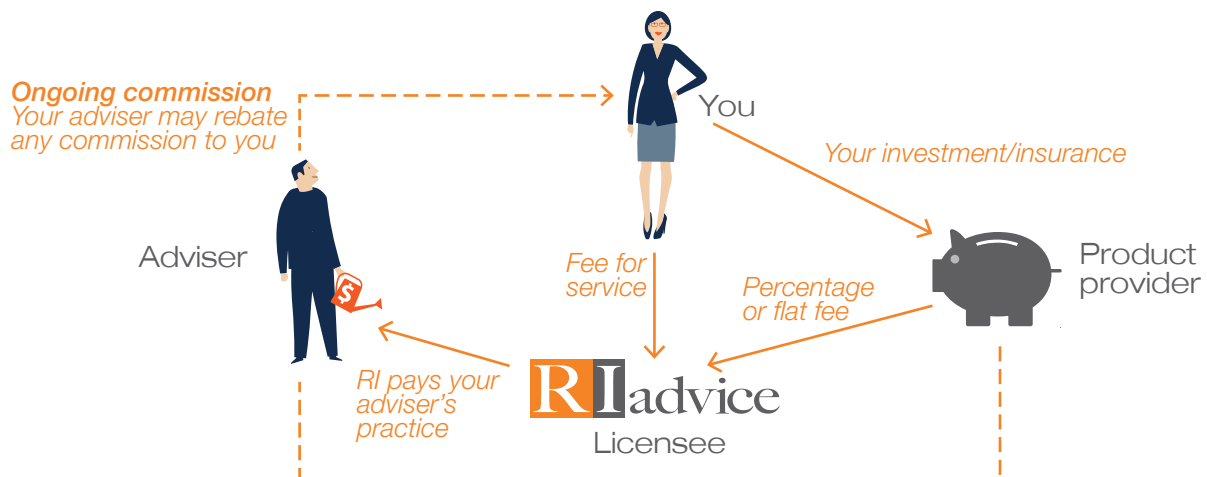 Ongoing commission
Your adviser may rebate
any commission to you
You
Your investment/insurance
Adviser
$
Fee for
service
Product
provider
Percentage
or flat fee
RI pays your
adviser's
practice
RIadvice
Licensee